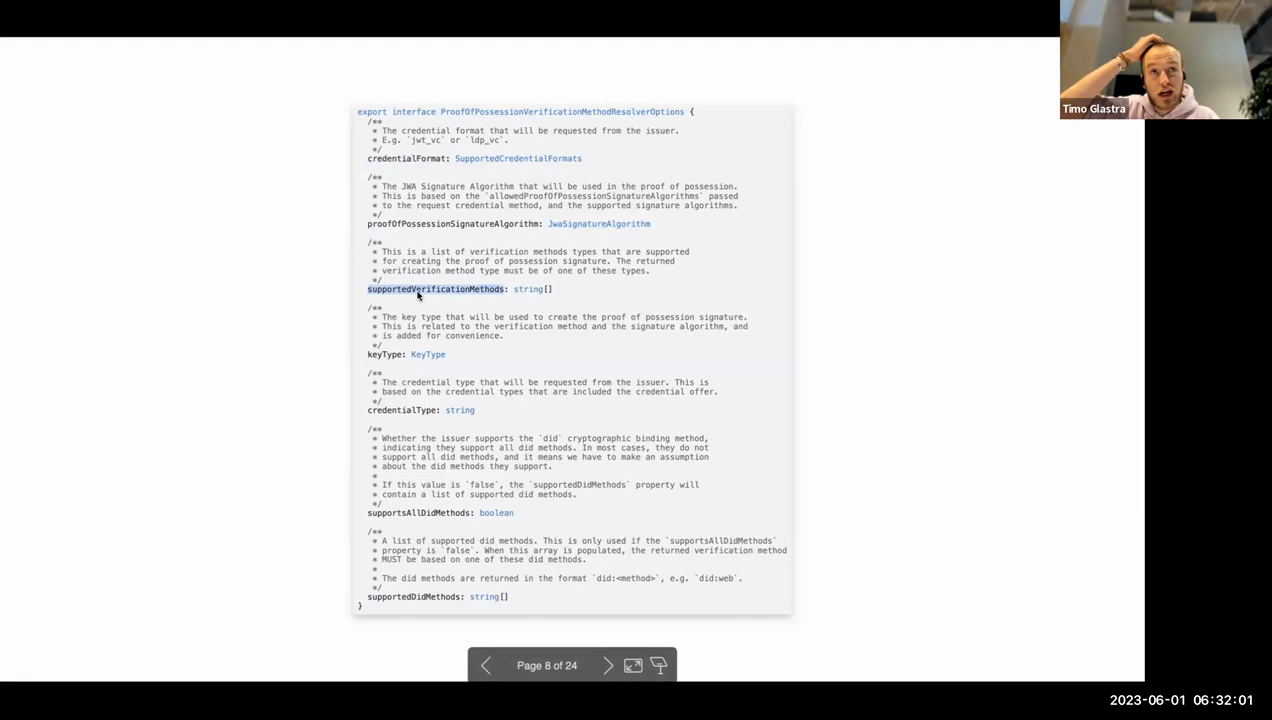 Timo Glastra
export interface ProofOfPossessionVerificationMethodResolverOptions {
/**
* The credential format that will be requested from the issuer.
* E.g. `jwt_vc` or `ldp_vc`.
*/
credentialFormat: SupportedCredentialFormats
/**
* The JWA Signature Algorithm that will be used in the proof of possession.
* This is based on the `allowedProofOfPossessionSignatureAlgorithms` passed
* to the request credential method, and the supported signature algorithms.
*/
proofOfPossessionSignatureAlgorithm: JwaSignatureAlgorithm
/**
* This is a list of verification methods types that are supported
* for creating the proof of possession signature. The returned
* verification method type must be of one of these types.
*/
supportedVerificationMethods: string[]
/**
* The key type that will be used to create the proof of possession signature.
* This is related to the verification method and the signature algorithm, and
* is added for convenience.
*/
keyType: KeyType
/**
* The credential type that will be requested from the issuer. This is
* based on the credential types that are included the credential offer.
*/
credentialType: string
/**
* Whether the issuer supports the `did` cryptographic binding method,
* indicating they support all did methods. In most cases, they do not
* support all did methods, and it means we have to make an assumption
* about the did methods they support.
*
* If this value is `false`, the `supportedDidMethods` property will
* contain a list of supported did methods.
*/
supportsAllDidMethods: boolean
/**
* A list of supported did methods. This is only used if the `supportsAllDidMethods`
* property is `false`. When this array is populated, the returned verification method
* MUST be based on one of these did methods.
*
* The did methods are returned in the format `did:<method>`, e.g. `did:web`.
*/
supportedDidMethods: string[]
}
Page 8 of 24
2023-06-01 06:32:01